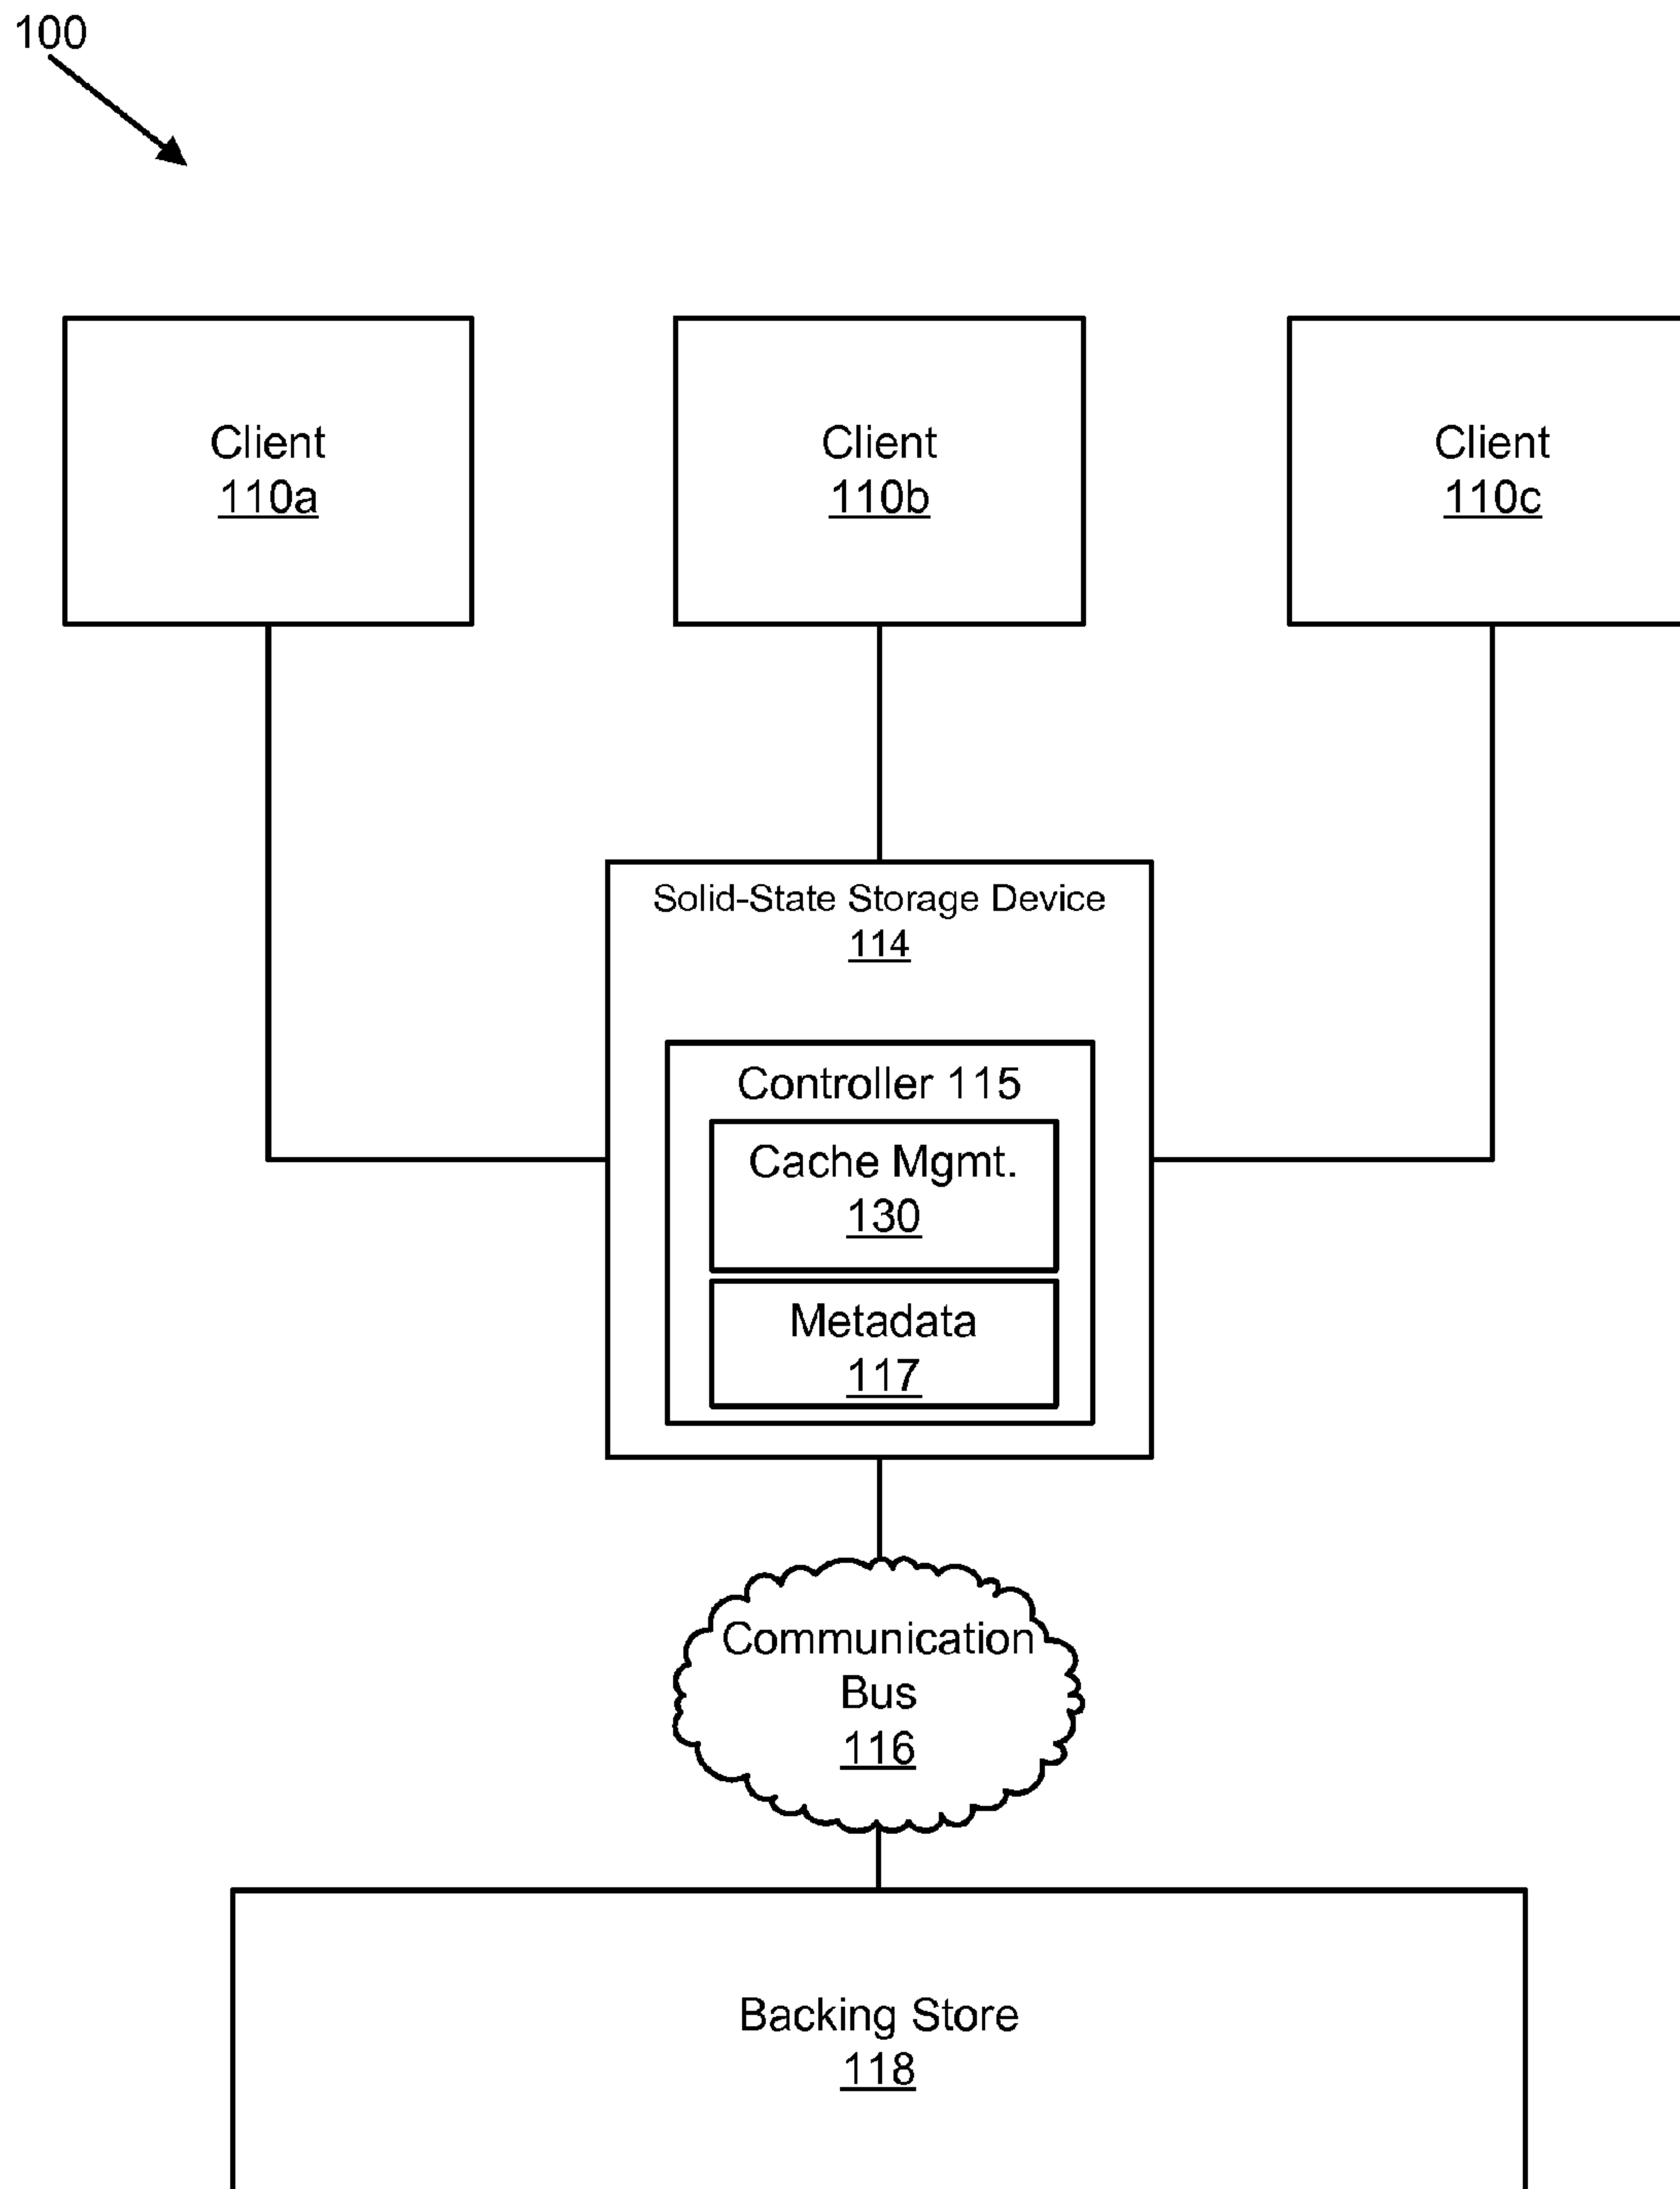 100
Client
110a
Client
110b
Client
110c
Solid-State Storage Device
114
Controller 115
Cache Mgmt.
130
Metadata
117
Communication
Bus
116
Backing Store
118